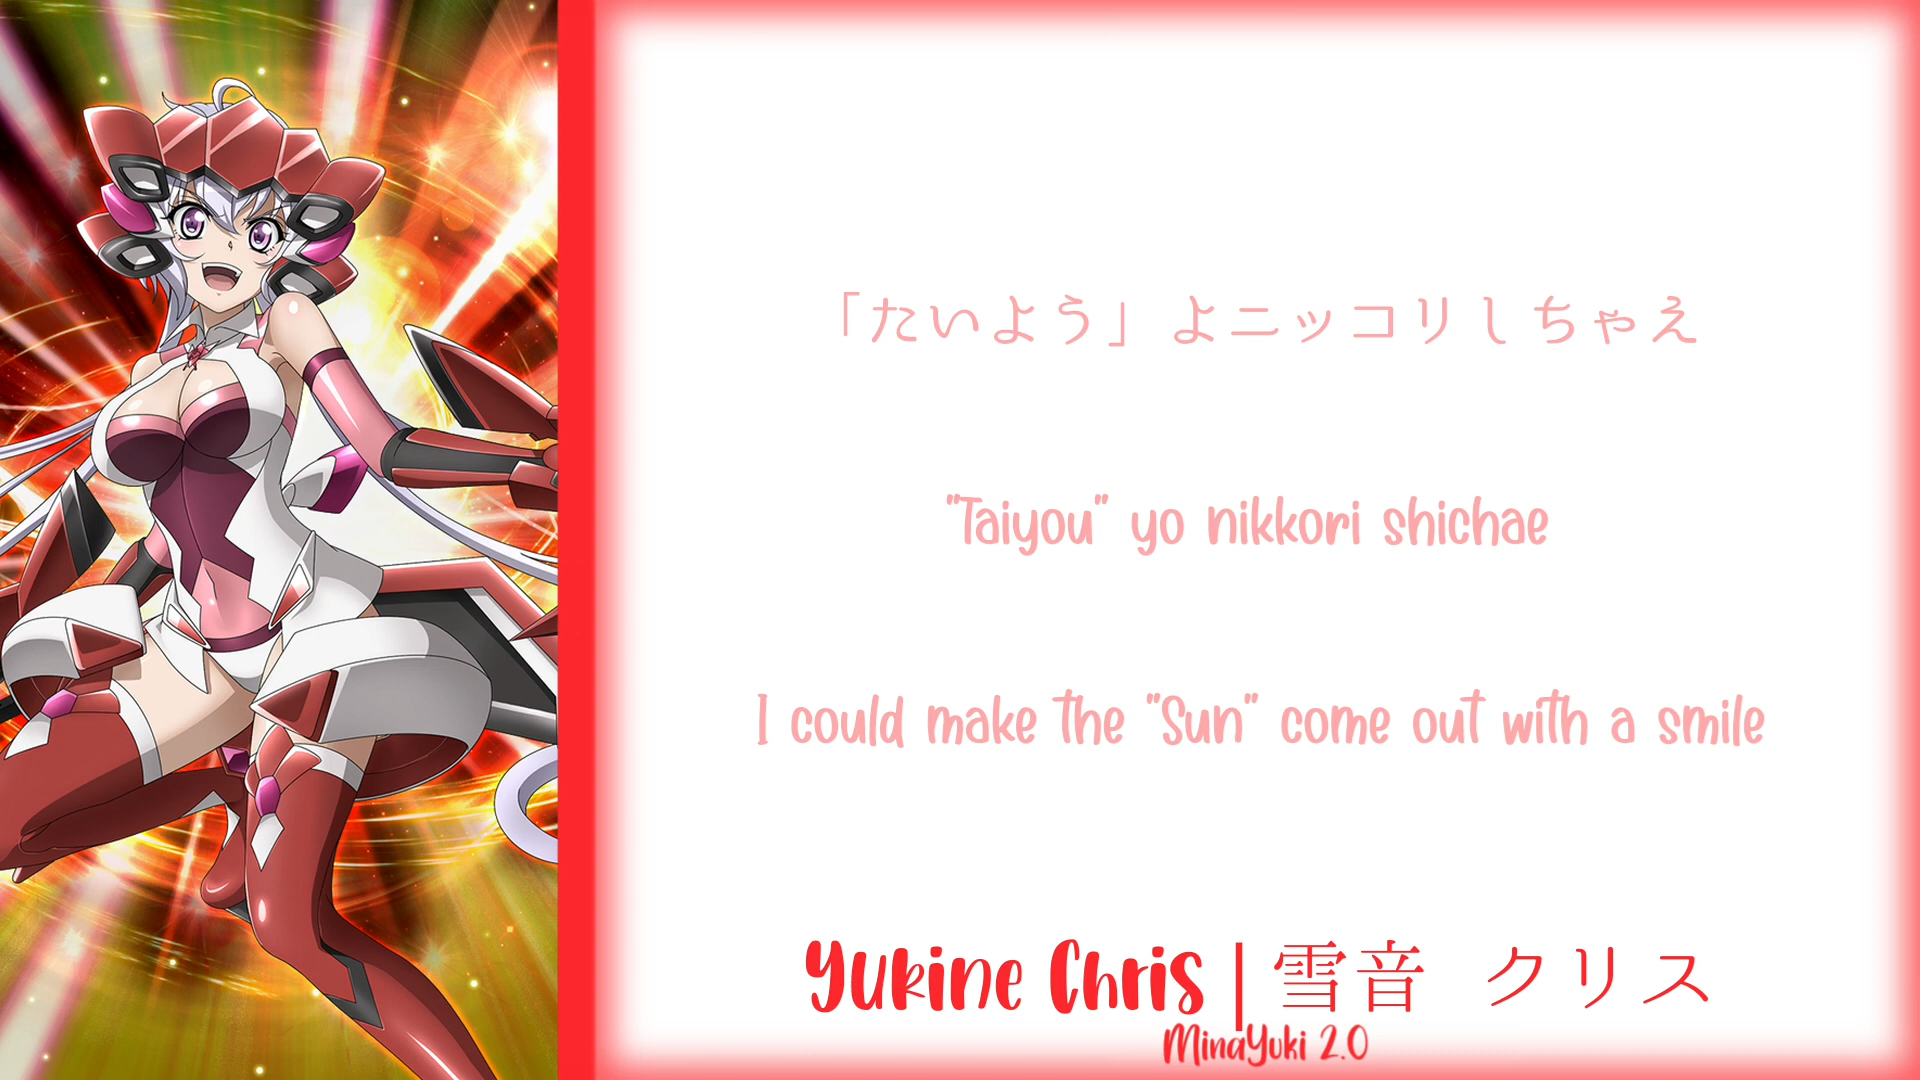 「たいよう」よニッコリしちゃえ
"Taiyou" yo nikkori shichae
I could make the "Sun" come out with a smile
Yukine Chris | 雪音 クリス
MinaYuki 2.0